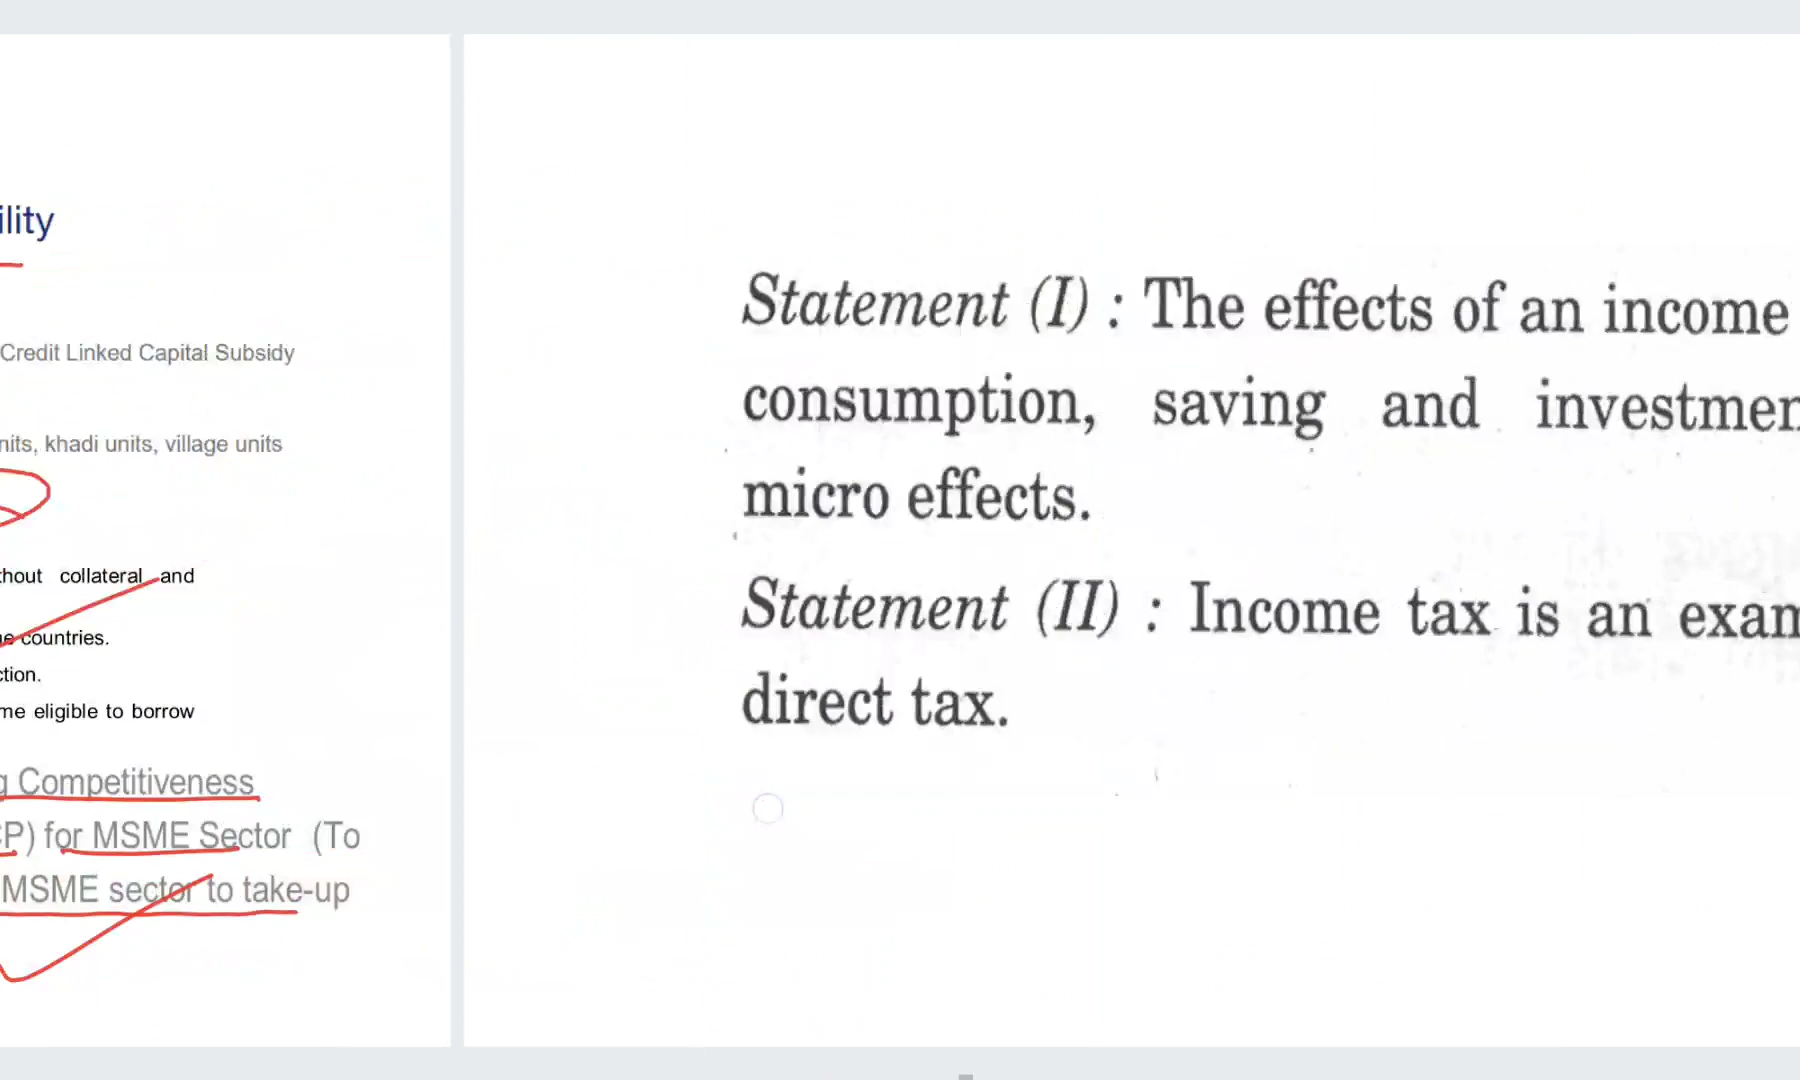 ility
Credit Linked Capital Subsidy
nits, khadi units, village units
hout collateral and
e countries.
ction.
me eligible to borrow
g Competitiveness
P) for MSME Sector (To
MSME sector to take-up
Statement (I) : The effects of an income
consumption, saving and investmen
micro effects.
Statement (II) : Income tax is an exam
direct tax.